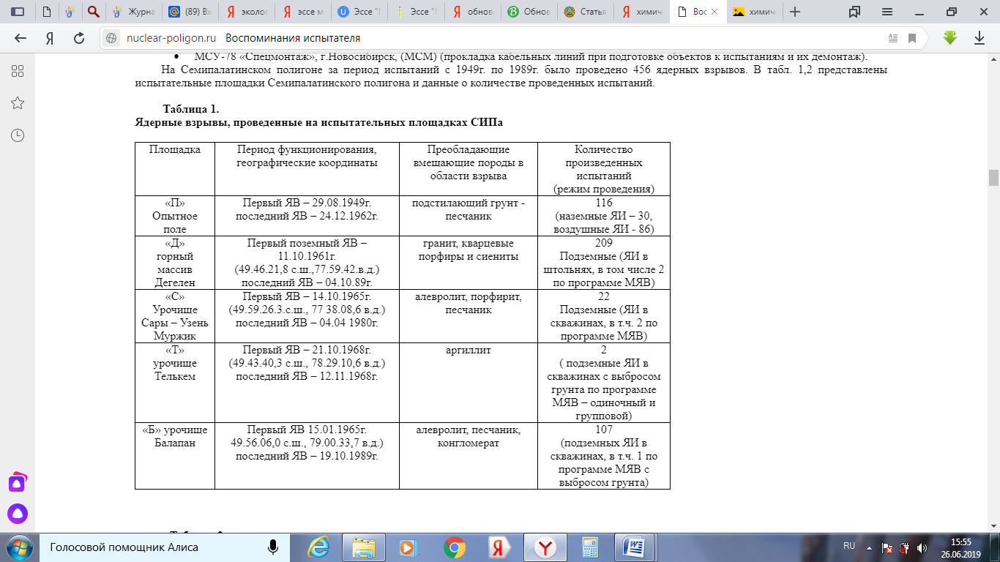 Журна
(89) Вх
эколог
эссе м
Эссе "
Эссе "
обнов
Обнов
Статья
химич
Вос
химич
nuclear-poligon.ru Воспоминания испытателя
МСУ-78 «Спецмонтаж», г.Новосибирск, (МСМ) (прокладка кабельных линий при подготовке объектов к испытаниям и их демонтаж).
На Семипалатинском полигоне за период испытаний с 1949г. по 1989г. было проведено 456 ядерных взрывов. В табл. 1,2 представлены
испытательные площадки Семипалатинского полигона и данные о количестве проведенных испытаний.
Таблица 1.
Ядерные взрывы, проведенные на испытательных площадках СИПа
Площадка
Период функционирования,
географические координаты
Преобладающие
вмещающие породы в
области взрыва
Количество
произведенных
испытаний
(режим проведения)
«П»
Опытное
поле
Первый ЯВ – 29.08.1949г.
последний ЯВ – 24.12.1962г.
подстилающий грунт -
песчаник
116
(наземные ЯИ – 30,
воздушные ЯИ - 86)
«Д»
горный
массив
Дегелен
Первый поземный ЯВ –
11.10.1961г.
(49.46.21,8 с.ш.,77.59.42.в.д.)
последний ЯВ – 04.10.89г.
гранит, кварцевые
порфиры и сиениты
209
Подземные (ЯИ в
штольнях, в том числе 2
по программе МЯВ)
«С»
Урочище
Сары – Узень
Муржик
Первый ЯВ – 14.10.1965г.
(49.59.26.3.с.ш., 77 38.08,6 в.д.)
последний ЯВ – 04.04 1980г.
алевролит, порфирит,
песчаник
22
Подземные (ЯИ в
скважинах, в т.ч. 2 по
программе МЯВ)
«Т»
урочище
Телькем
Первый ЯВ – 21.10.1968г.
(49.43.40,3 с.ш., 78.29.10,6 в.д.)
последний ЯВ – 12.11.1968г.
аргиллит
2
( подземные ЯИ в
скважинах с выбросом
грунта по программе
МЯВ – одиночный и
групповой)
«Б» урочище
Балапан
Первый ЯВ 15.01.1965г.
49.56.06,0 с.ш., 79.00.33,7 в.д.)
последний ЯВ – 19.10.1989г.
алевролит, песчаник,
конгломерат
107
(подземных ЯИ в
скважинах, в т.ч. 1 по
программе МЯВ с
выбросом грунта)
Голосовой помощник Алиса
RU
15:55
26.06.2019